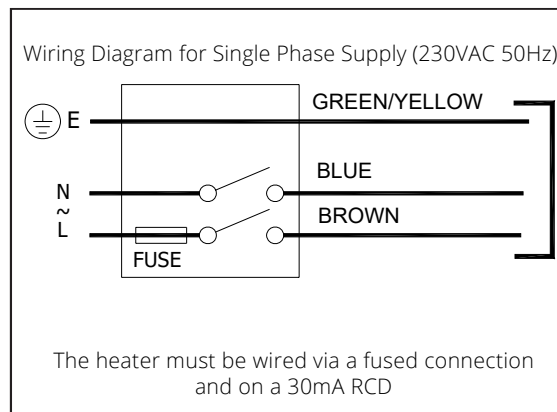 Wiring Diagram for Single Phase Supply (230VAC 50Hz)
GREEN/YELLOW
E
BLUE
N
~
BROWN
L
FUSE
The heater must be wired via a fused connection
and on a 30mA RCD